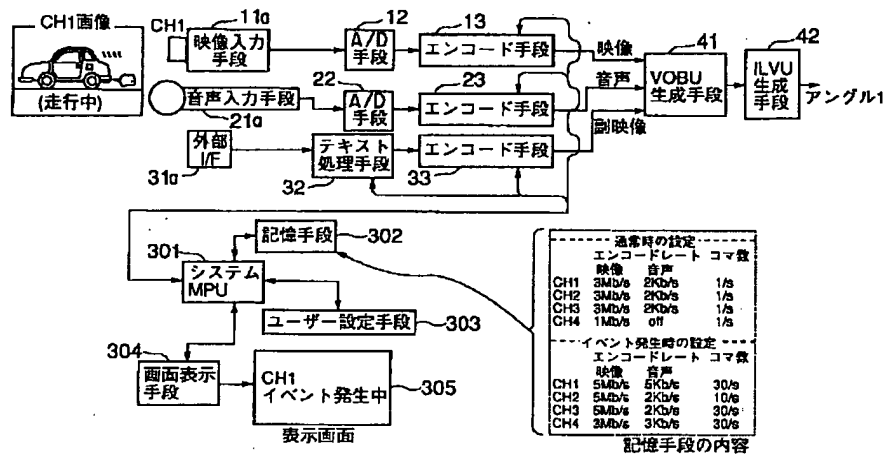 CH1画像
(走行中)
CH1
11a
映像入力
手段
12
A/D
手段
13
エンコード手段
映像
41
VOBU
生成手段
42
ILVU
生成
手段
アングル1
音声入力手段
21a
22
A/D
手段
23
エンコード手段
音声
外部
I/F
31a
テキスト
処理手段
32
エンコード手段
33
副映像
301
システム
MPU
記憶手段
302
ユーザー設定手段
303
304
画面表示
手段
CH1
イベント発生中
305
表示画面
通常時の設定
エンコードレート コマ数
映像 音声
CH1 3Mb/s 2Kb/s 1/s
CH2 3Mb/s 2Kb/s 1/s
CH3 3Mb/s 2Kb/s 1/s
CH4 1Mb/s off 1/s
イベント発生時の設定
エンコードレート コマ数
映像 音声
CH1 5Mb/s 5Kb/s 30/s
CH2 5Mb/s 2Kb/s 10/s
CH3 5Mb/s 2Kb/s 30/s
CH4 3Mb/s 3Kb/s 30/s
記憶手段の内容